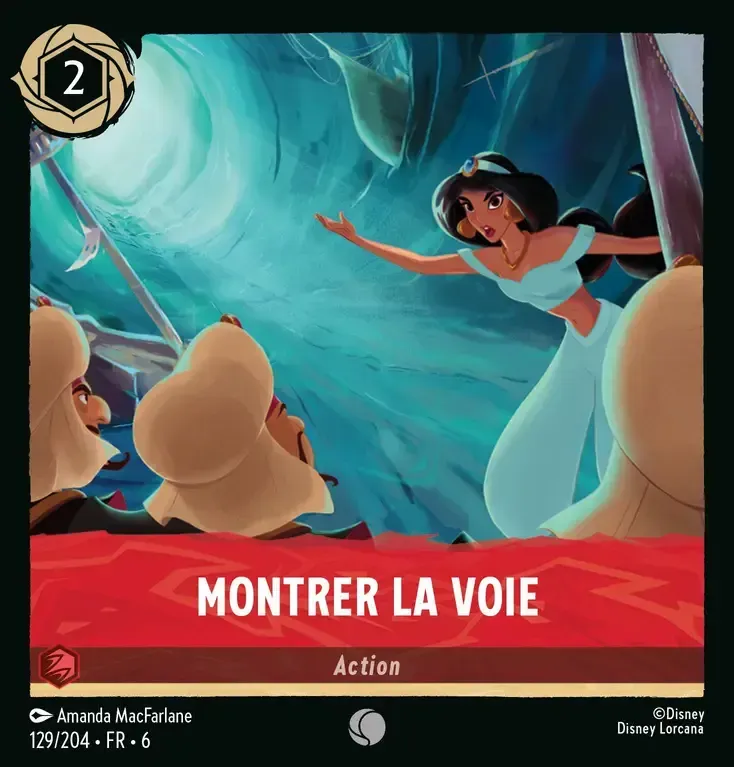 2
MONTRER LA VOIE
Action
Amanda MacFarlane
129/204 • FR • 6
©Disney
Disney Lorcana